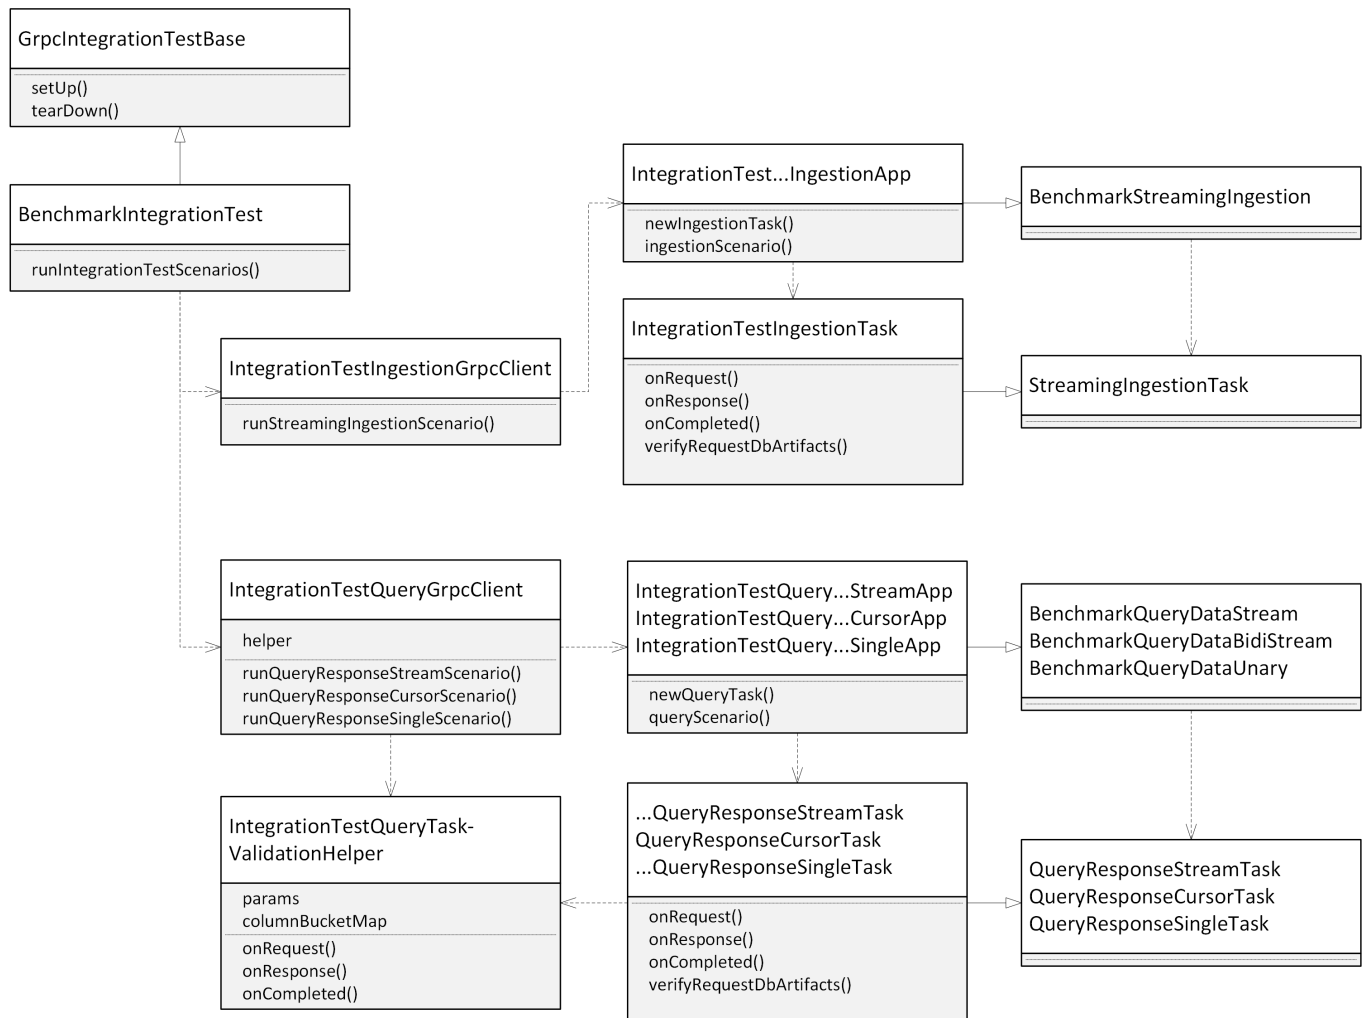 GrpcIntegrationTestBase
setUp()
tearDown()
BenchmarkIntegrationTest
runIntegrationTestScenarios()
IntegrationTest...IngestionApp
newIngestionTask()
ingestionScenario()
BenchmarkStreamingIngestion
IntegrationTestIngestionGrpcClient
runStreamingIngestionScenario()
IntegrationTestIngestionTask
onRequest()
onResponse()
onCompleted()
verifyRequestDbArtifacts()
StreamingIngestionTask
IntegrationTestQueryGrpcClient
helper
runQueryResponseStreamScenario()
runQueryResponseCursorScenario()
runQueryResponseSingleScenario()
IntegrationTestQuery...StreamApp
IntegrationTestQuery...CursorApp
IntegrationTestQuery...SingleApp
newQueryTask()
queryScenario()
BenchmarkQueryDataStream
BenchmarkQueryDataBidiStream
BenchmarkQueryDataUnary
IntegrationTestQueryTask-
ValidationHelper
params
columnBucketMap
onRequest()
onResponse()
onCompleted()
...QueryResponseStreamTask
QueryResponseCursorTask
...QueryResponseSingleTask
onRequest()
onResponse()
onCompleted()
verifyRequestDbArtifacts()
QueryResponseStreamTask
QueryResponseCursorTask
QueryResponseSingleTask